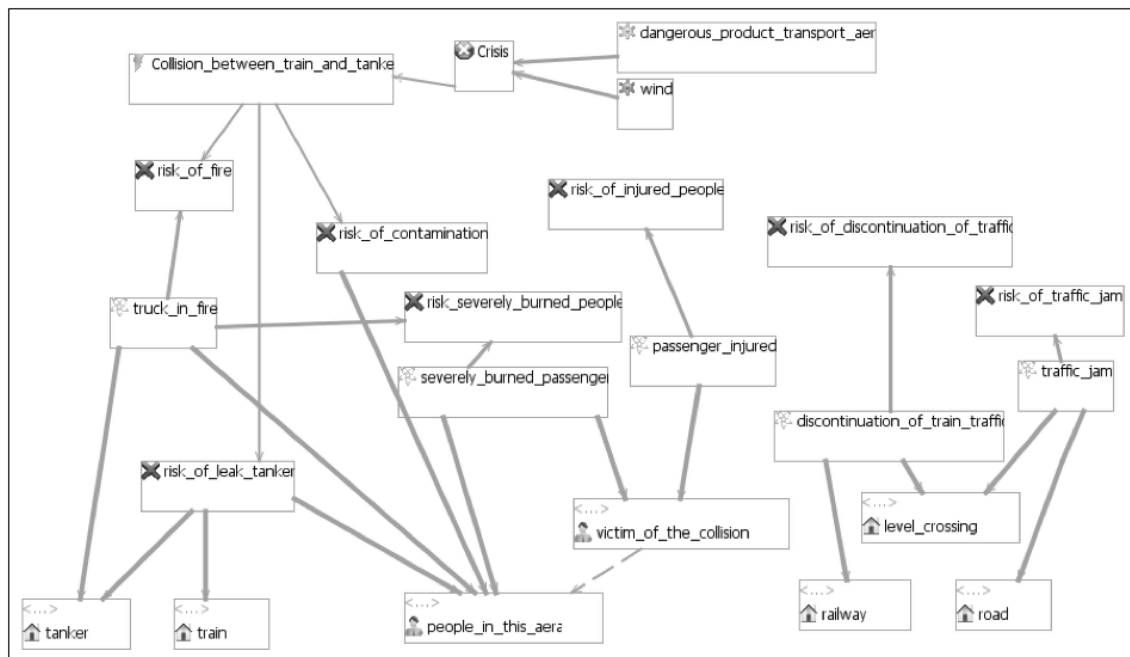 dangerous_product_transport_aer
Crisis
Collision_between_train_and_tanke
wind
risk_of_fire
risk_of_injured_people
risk_of_contamination
risk_of_discontinuation_of_traffic
truck_in_fire
risk_severely_burned_people
risk_of_traffic_jam
passenger_injured
severely_burned_passenger
traffic_jam
discontinuation_of_train_traffic
risk_of_leak_tanker
<...>
victim_of_the_collision
<...>
level_crossing
<...>
tanker
<...>
train
<...>
people_in_this_aera
<...>
railway
<...>
road